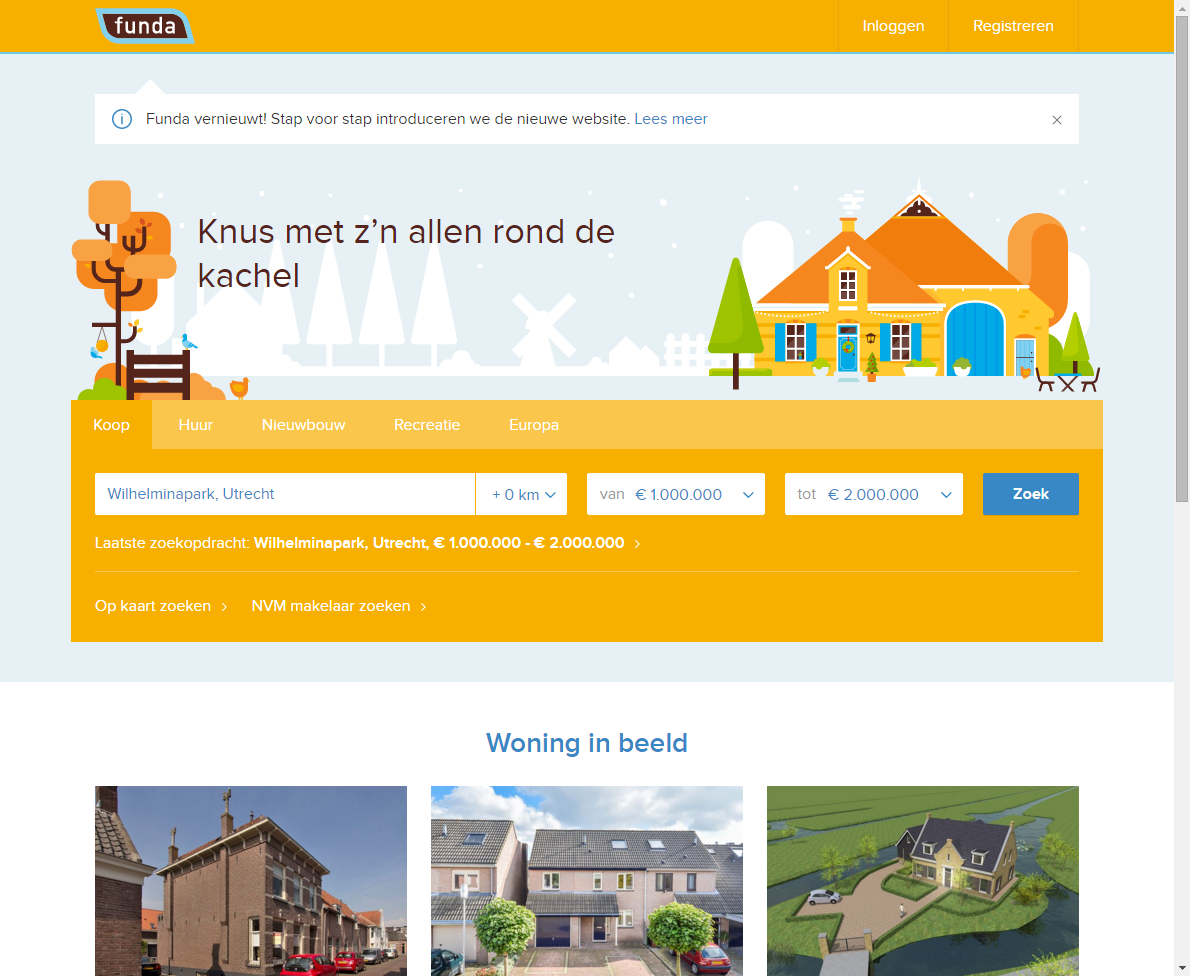 funda
Inloggen
Registreren
Funda vernieuwt! Stap voor stap introduceren we de nieuwe website. Lees meer
Knus met z’n allen rond de
kachel
Koop
Huur
Nieuwbouw
Recreatie
Europa
Wilhelminapark, Utrecht
+ 0 km
van € 1.000.000
tot € 2.000.000
Zoek
Laatste zoekopdracht: Wilhelminapark, Utrecht, € 1.000.000 - € 2.000.000
Op kaart zoeken
NVM makelaar zoeken
Woning in beeld